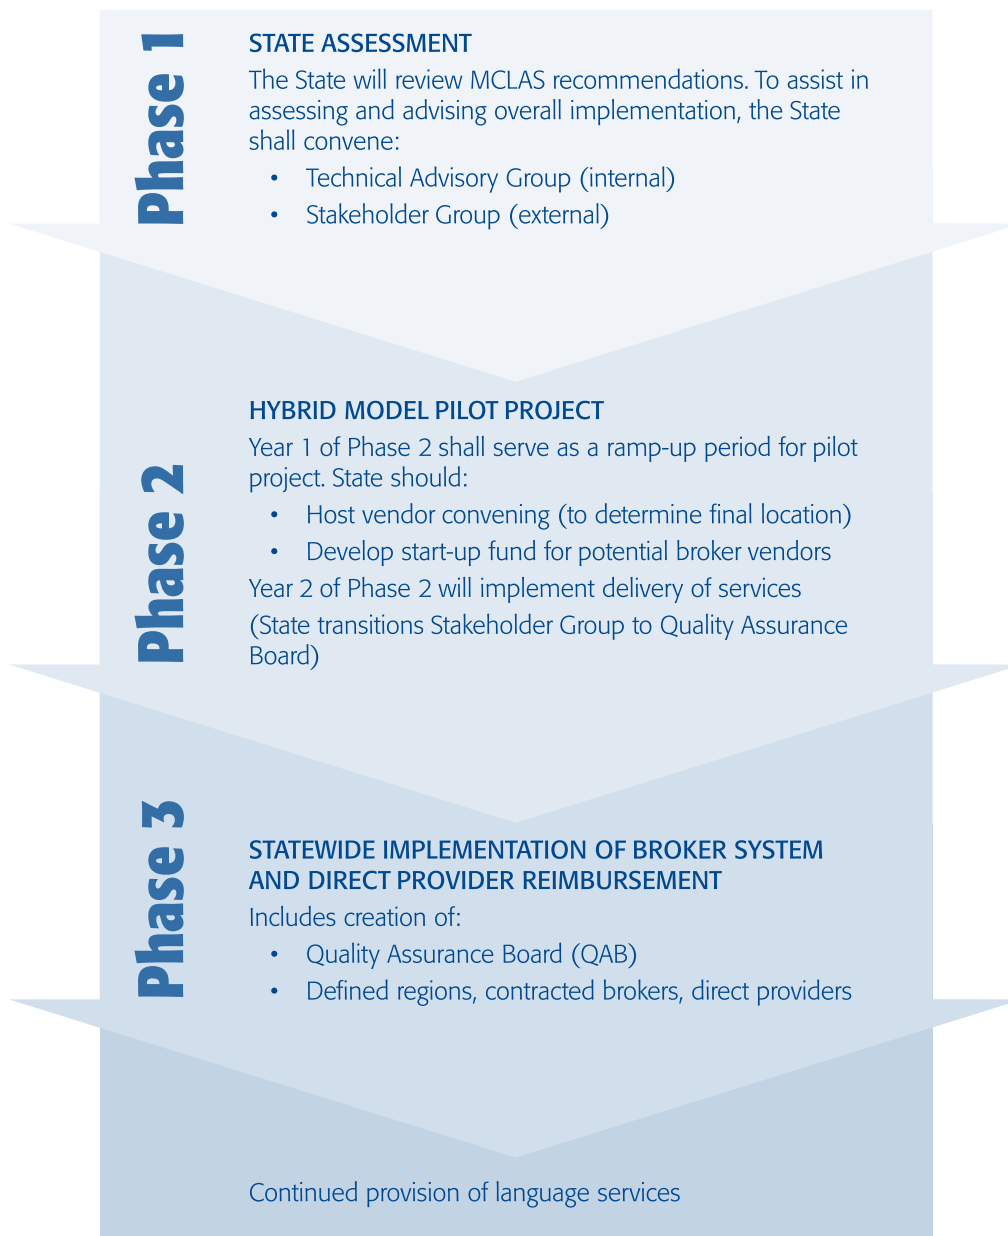 Phase 1
STATE ASSESSMENT
The State will review MCLAS recommendations. To assist in
assessing and advising overall implementation, the State
shall convene:
• Technical Advisory Group (internal)
• Stakeholder Group (external)
Phase 2
HYBRID MODEL PILOT PROJECT
Year 1 of Phase 2 shall serve as a ramp-up period for pilot
project. State should:
• Host vendor convening (to determine final location)
• Develop start-up fund for potential broker vendors
Year 2 of Phase 2 will implement delivery of services
(State transitions Stakeholder Group to Quality Assurance
Board)
Phase 3
STATEWIDE IMPLEMENTATION OF BROKER SYSTEM
AND DIRECT PROVIDER REIMBURSEMENT
Includes creation of:
• Quality Assurance Board (QAB)
• Defined regions, contracted brokers, direct providers
Continued provision of language services